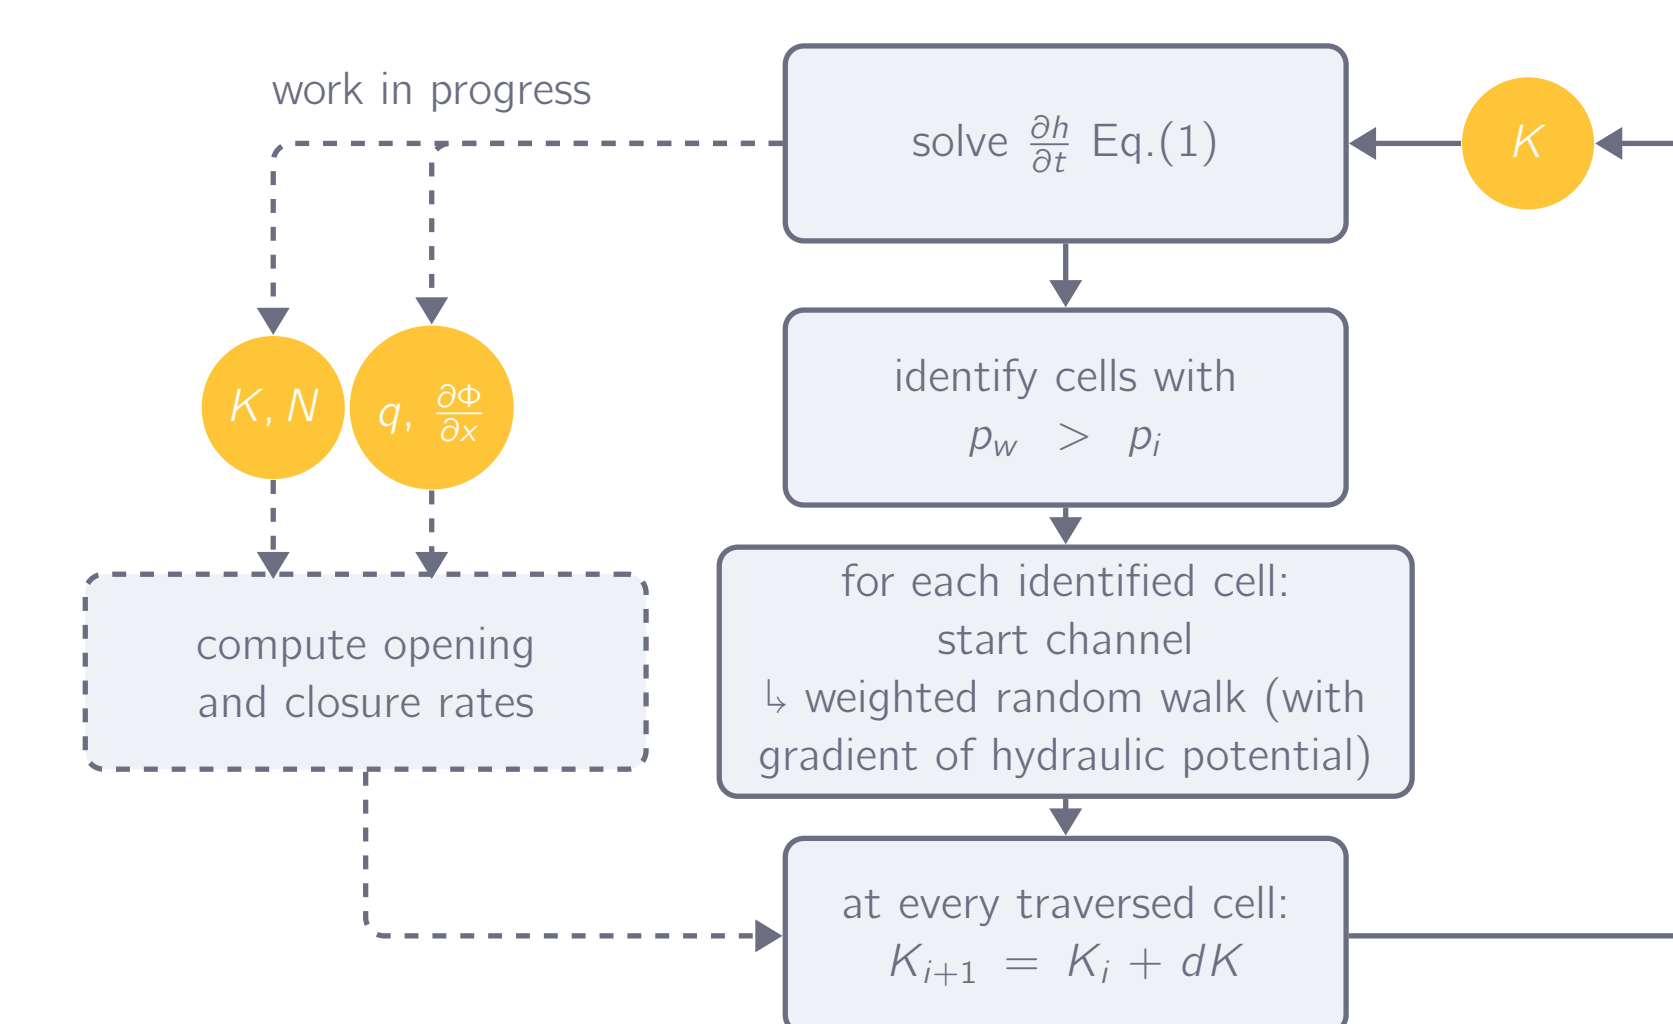 work in progress
solve ∂h/∂t Eq.(1)
K
identify cells with
p_w > p_i
K, N
q, ∂Φ/∂x
for each identified cell:
start channel
↳ weighted random walk (with
gradient of hydraulic potential)
compute opening
and closure rates
at every traversed cell:
K_{i+1} = K_i + dK